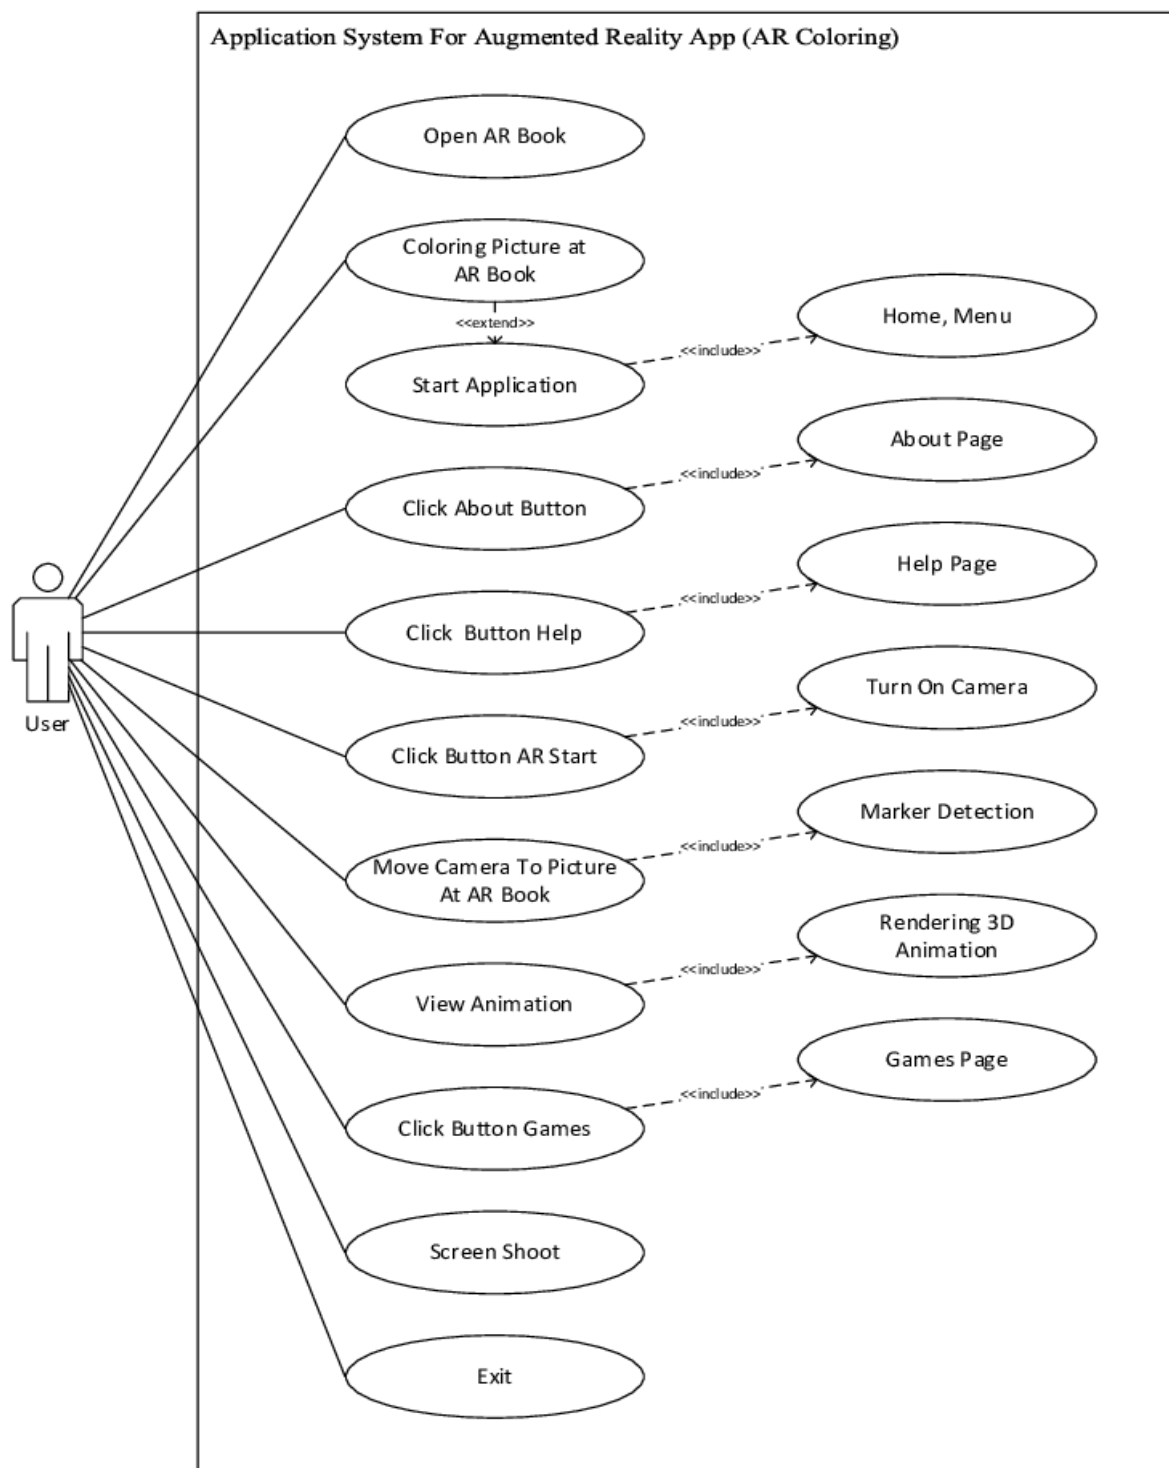 Application System For Augmented Reality App (AR Coloring)
Open AR Book
Coloring Picture at
AR Book
<<extend>>
Start Application
<<include>>
Home, Menu
Click About Button
<<include>>
About Page
Click Button Help
<<include>>
Help Page
User
Click Button AR Start
<<include>>
Turn On Camera
Move Camera To Picture
At AR Book
<<include>>
Marker Detection
View Animation
<<include>>
Rendering 3D
Animation
Click Button Games
<<include>>
Games Page
Screen Shoot
Exit